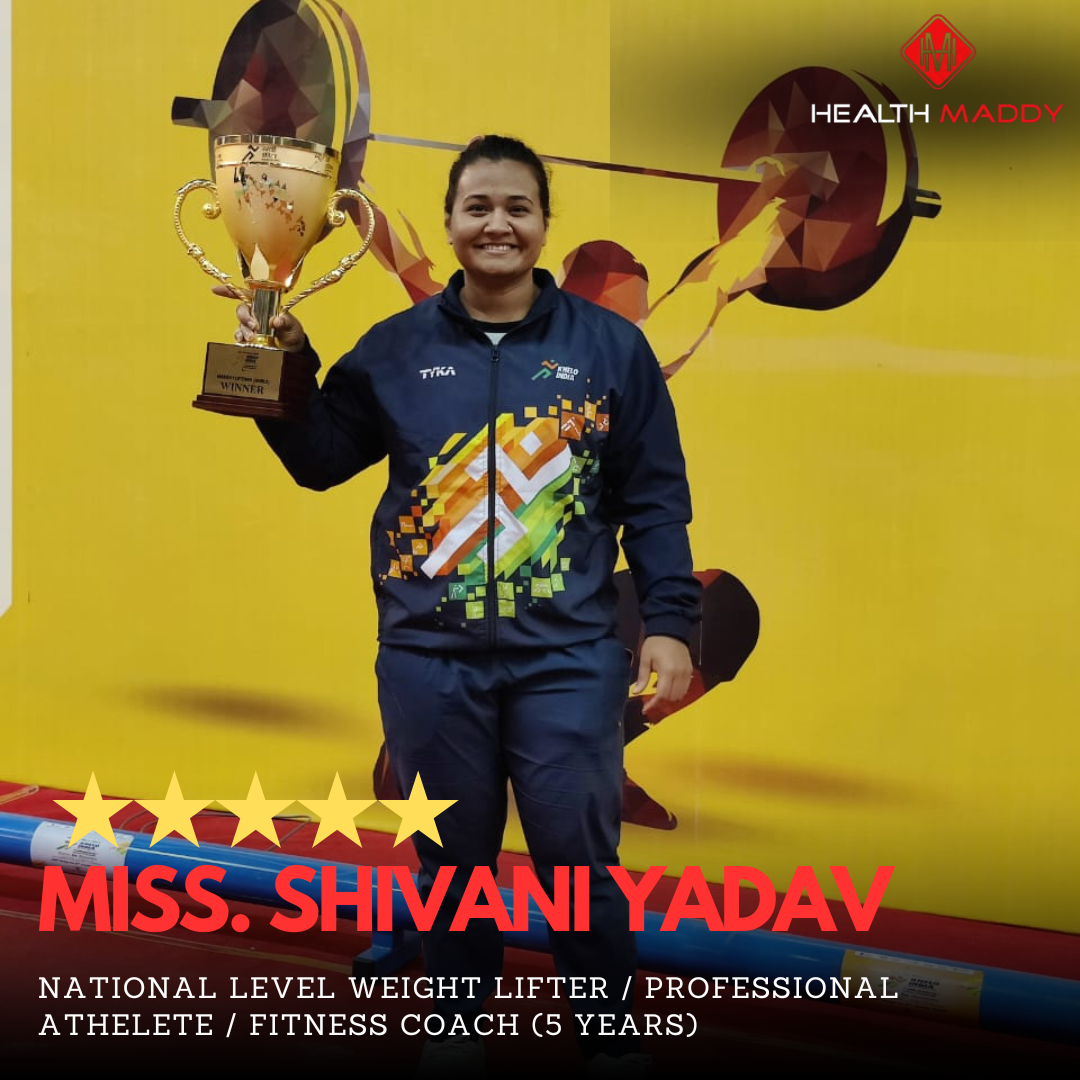 HEALTH MADDY
TYKA
KHELO
INDIA
WINNER
MISS. SHIVANI YADAV
NATIONAL LEVEL WEIGHT LIFTER / PROFESSIONAL
ATHELETE / FITNESS COACH (5 YEARS)